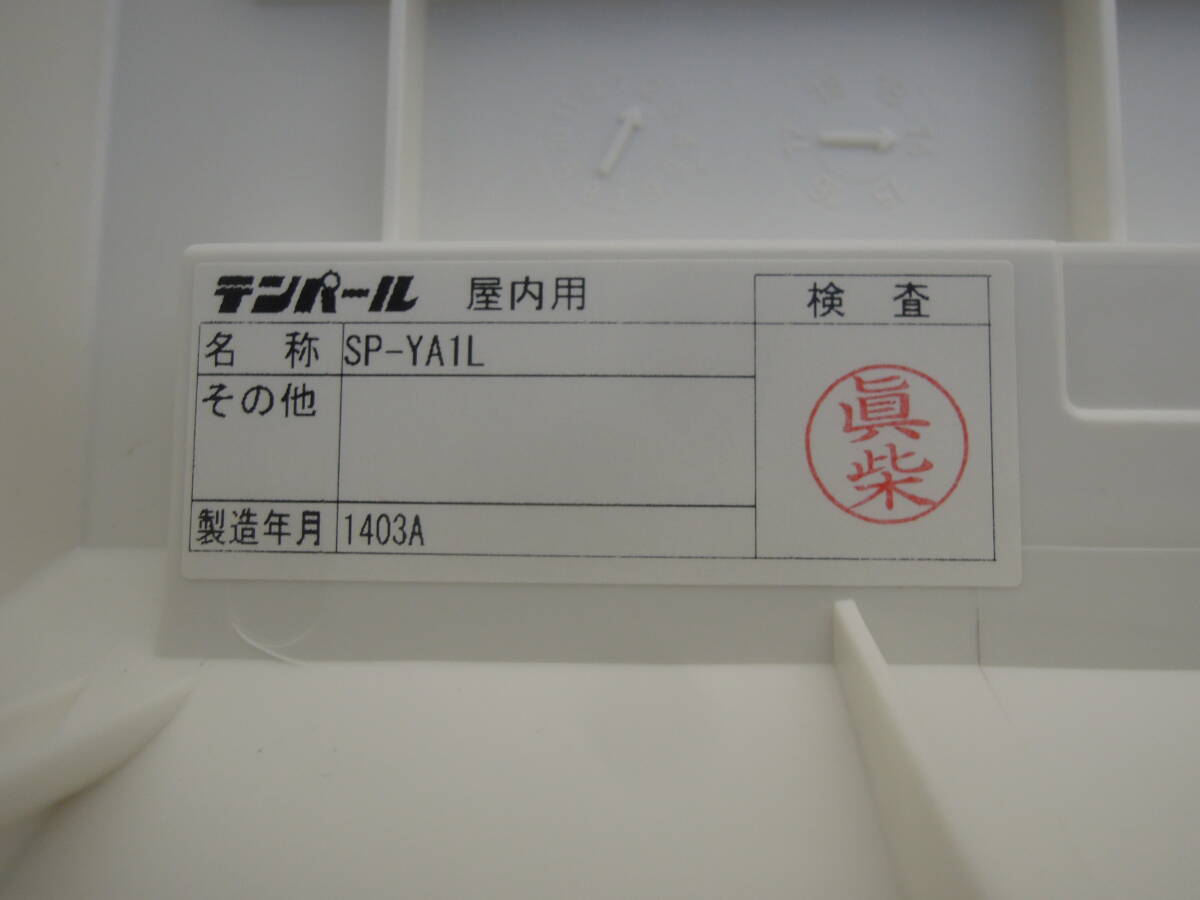 テンパール 屋内用
検 査
名 称 SP-YA1L
その他
製造年月 1403A
眞柴